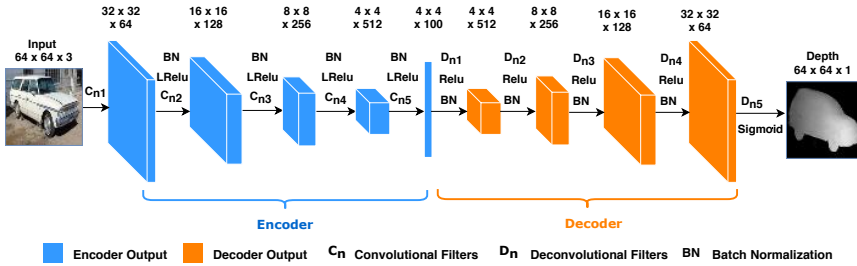 Input
64 x 64 x 3
32 x 32
x 64
16 x 16
x 128
8 x 8
x 256
4 x 4
x 512
4 x 4
x 100
4 x 4
x 512
8 x 8
x 256
16 x 16
x 128
32 x 32
x 64
Depth
64 x 64 x 1
Cn1
BN
LRelu
Cn2
BN
LRelu
Cn3
BN
LRelu
Cn4
BN
LRelu
Cn5
Dn1
Relu
BN
Dn2
Relu
BN
Dn3
Relu
BN
Dn4
Relu
BN
Dn5
Sigmoid
Encoder
Decoder
Encoder Output
Decoder Output
Cn Convolutional Filters
Dn Deconvolutional Filters
BN Batch Normalization